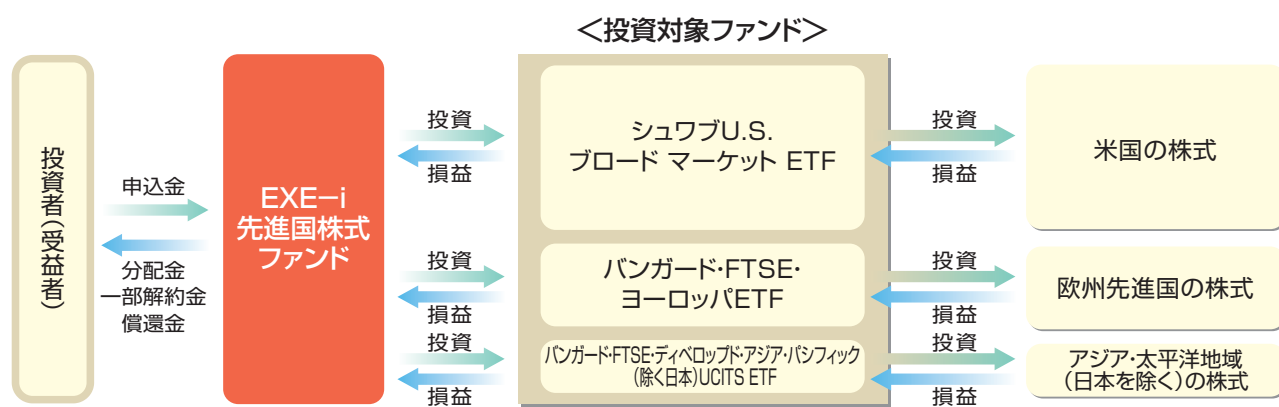 ＜投資対象ファンド＞
投資者（受益者）
申込金
分配金
一部解約金
償還金
EXE－i
先進国株式
ファンド
投資
損益
シュワブU.S.
ブロード マーケット ETF
投資
損益
米国の株式
投資
損益
バンガード・FTSE・
ヨーロッパETF
投資
損益
欧州先進国の株式
投資
損益
バンガード・FTSE・ディベロップド・アジア・パシフィック
（除く日本）UCITS ETF
投資
損益
アジア・太平洋地域
（日本を除く）の株式